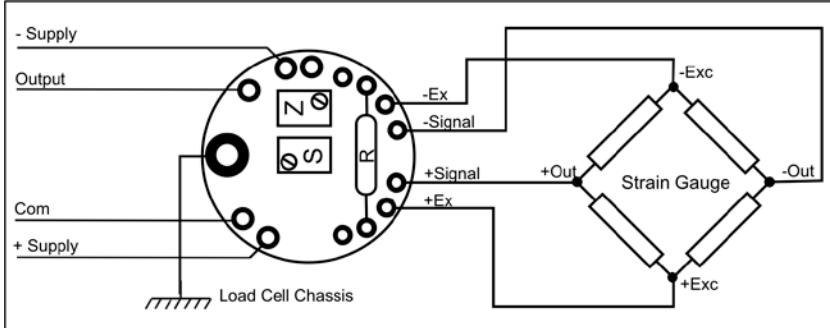 - Supply
Output
Z
S
R
Com
+ Supply
Load Cell Chassis
-Ex
-Signal
+Signal
+Ex
-Exc
+Out
Strain Gauge
-Out
+Exc